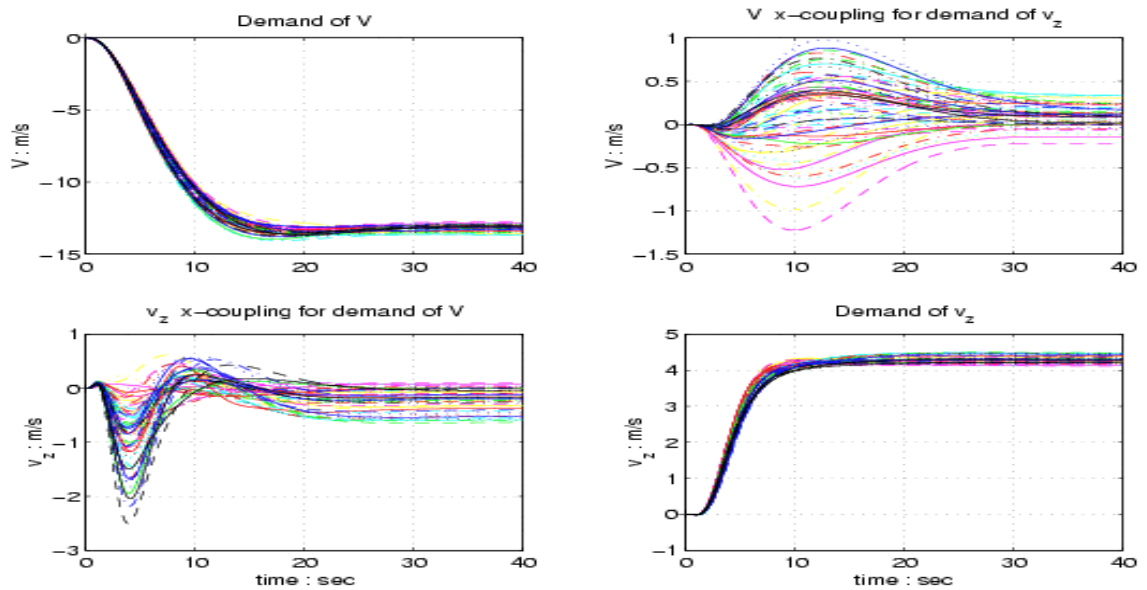 Demand of V
V x-coupling for demand of v_z
0
−5
−10
−15
V : m/s
0 10 20 30 40
1
0.5
0
−0.5
−1
−1.5
V : m/s
0 10 20 30 40
v_z x-coupling for demand of V
Demand of v_z
1
0
−1
−2
−3
v_z : m/s
0 10 20 30 40
time : sec
5
4
3
2
1
0
−1
v_z : m/s
0 10 20 30 40
time : sec